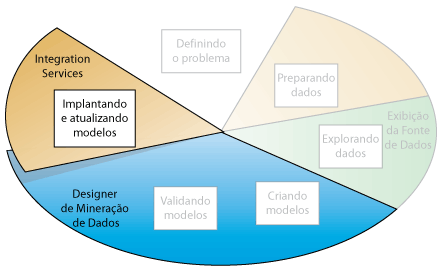 Definindo
o problema
Preparando
dados
Exibição
da Fonte
de Dados
Explorando
dados
Criando
modelos
Validando
modelos
Designer
de Mineração
de Dados
Integration
Services
Implantando
e atualizando
modelos